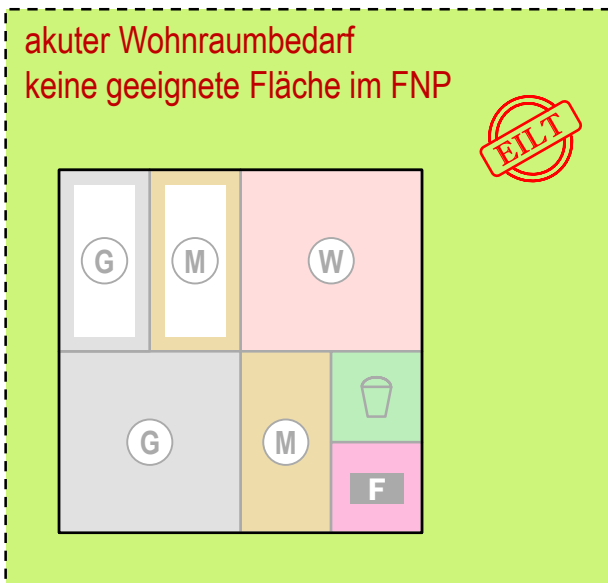 akuter Wohnraumbedarf
keine geeignete Fläche im FNP
EILT
G
M
W
G
M
F